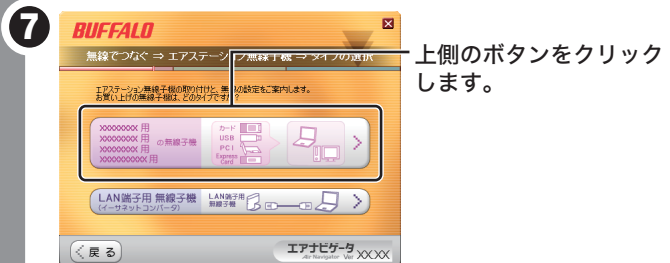 7
BUFFALO
無線でつなぐ ⇒ エアステーション無線子機 ⇒ タイプの選択
上側のボタンをクリック
します。
エアステーション無線子機の取り付けと、無線の設定をご案内します。
お買い上げの無線子機は、どのタイプですか?
XXXXXXXX 用
XXXXXXXX 用
XXXXXXXX 用
XXXXXXXXXX 用
の無線子機
カード
USB
PCI
Express
Card
LAN端子用 無線子機
(イーサネットコンバータ)
LAN端子用
無線子機
戻る
エアナビゲータ
Air Navigator Ver XX.XX